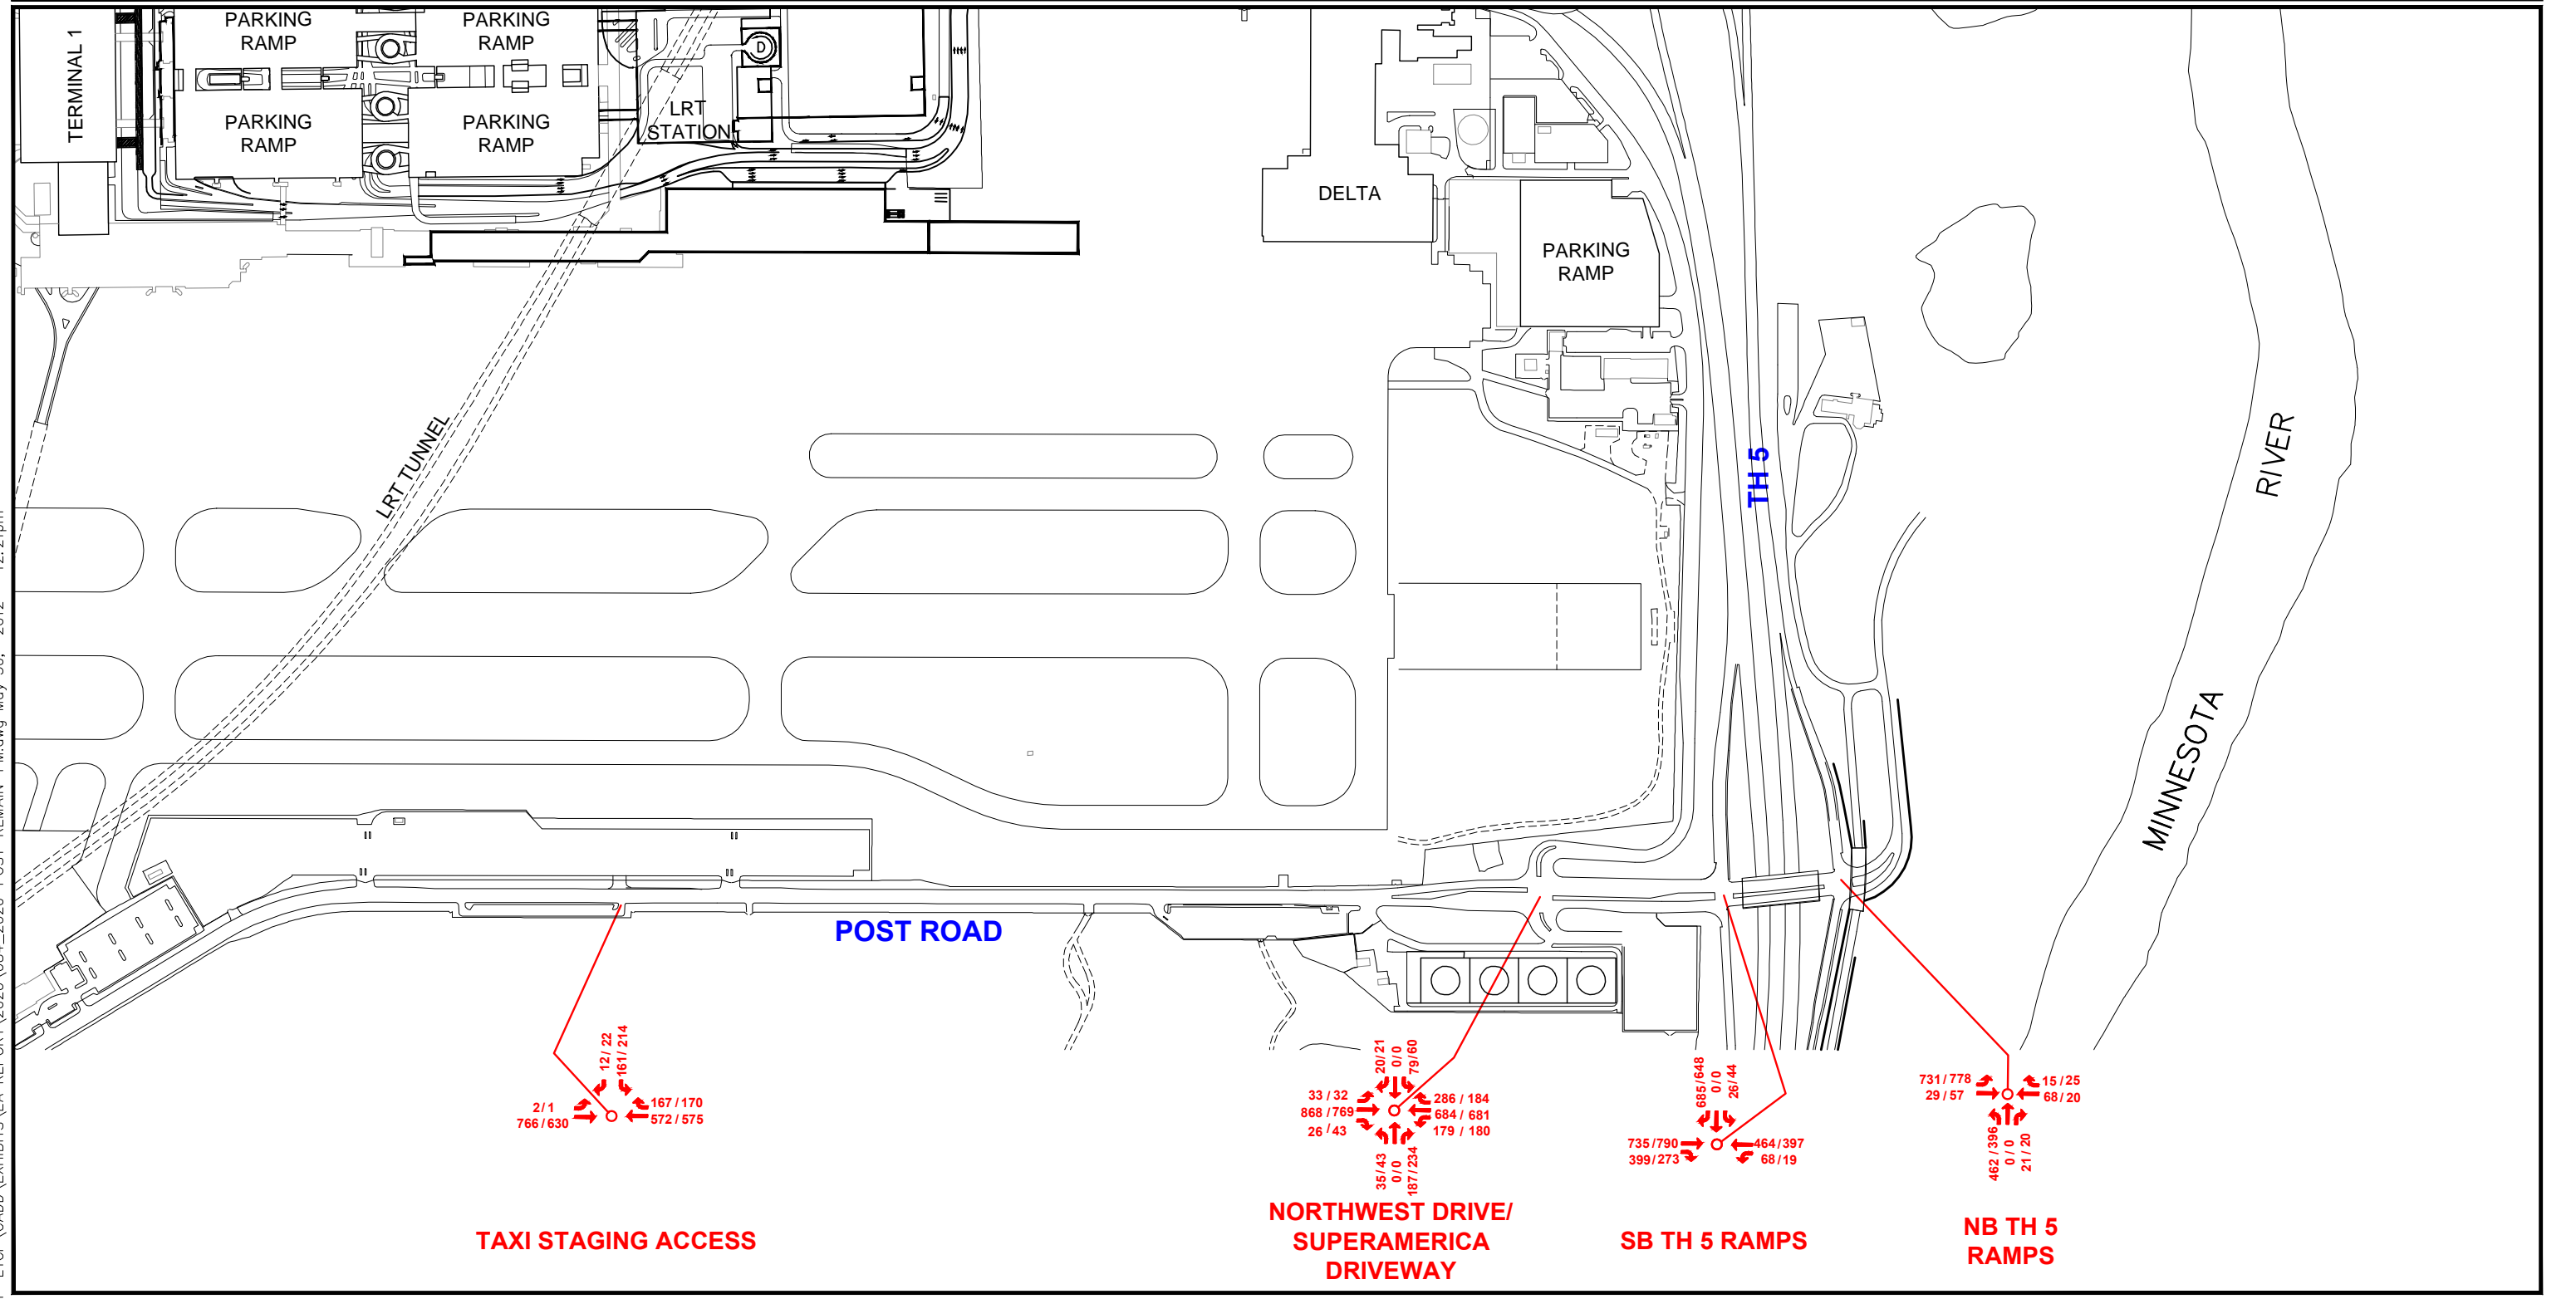 PARKING
RAMP
PARKING
RAMP
TERMINAL 1
D
LRT
STATION
PARKING
RAMP
PARKING
RAMP
DELTA
PARKING
RAMP
LRT TUNNEL
TH 5
RIVER
MINNESOTA
POST ROAD
12/ 22
161/ 214
2/ 1
766/ 630
167/ 170
572/ 575
TAXI STAGING ACCESS
20/ 21
0/ 0
79/ 60
33/ 32
868/ 769
26/ 43
286/ 184
684/ 681
179/ 180
35/ 43
0/ 0
187/ 234
NORTHWEST DRIVE/
SUPERAMERICA
DRIVEWAY
685/ 648
0/ 0
26/ 44
735/ 790
399/ 273
464/ 397
68/ 19
SB TH 5 RAMPS
731/ 778
29/ 57
15/ 25
68/ 20
462/ 396
0/ 0
21/ 20
NB TH 5
RAMPS